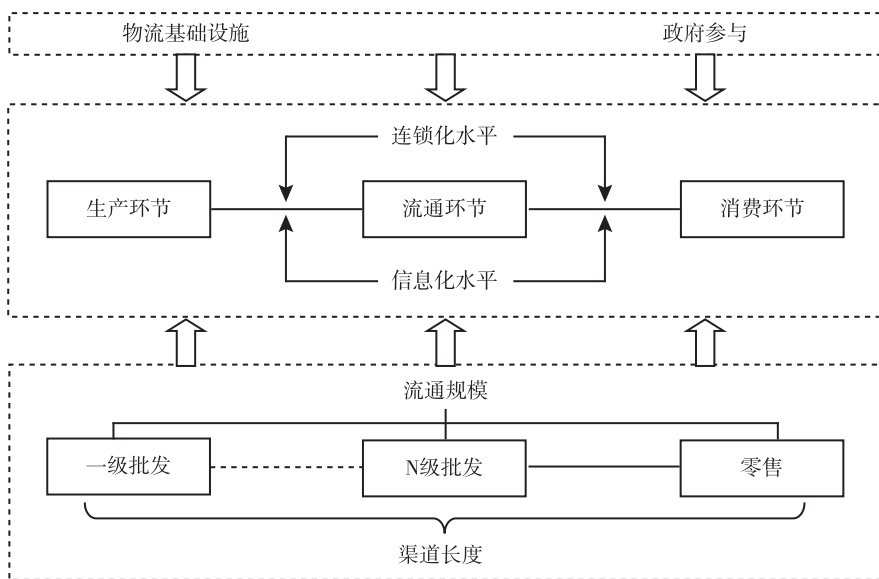 物流基础设施 政府参与
连锁化水平
生产环节 流通环节 消费环节
信息化水平
流通规模
一级批发 N级批发 零售
渠道长度